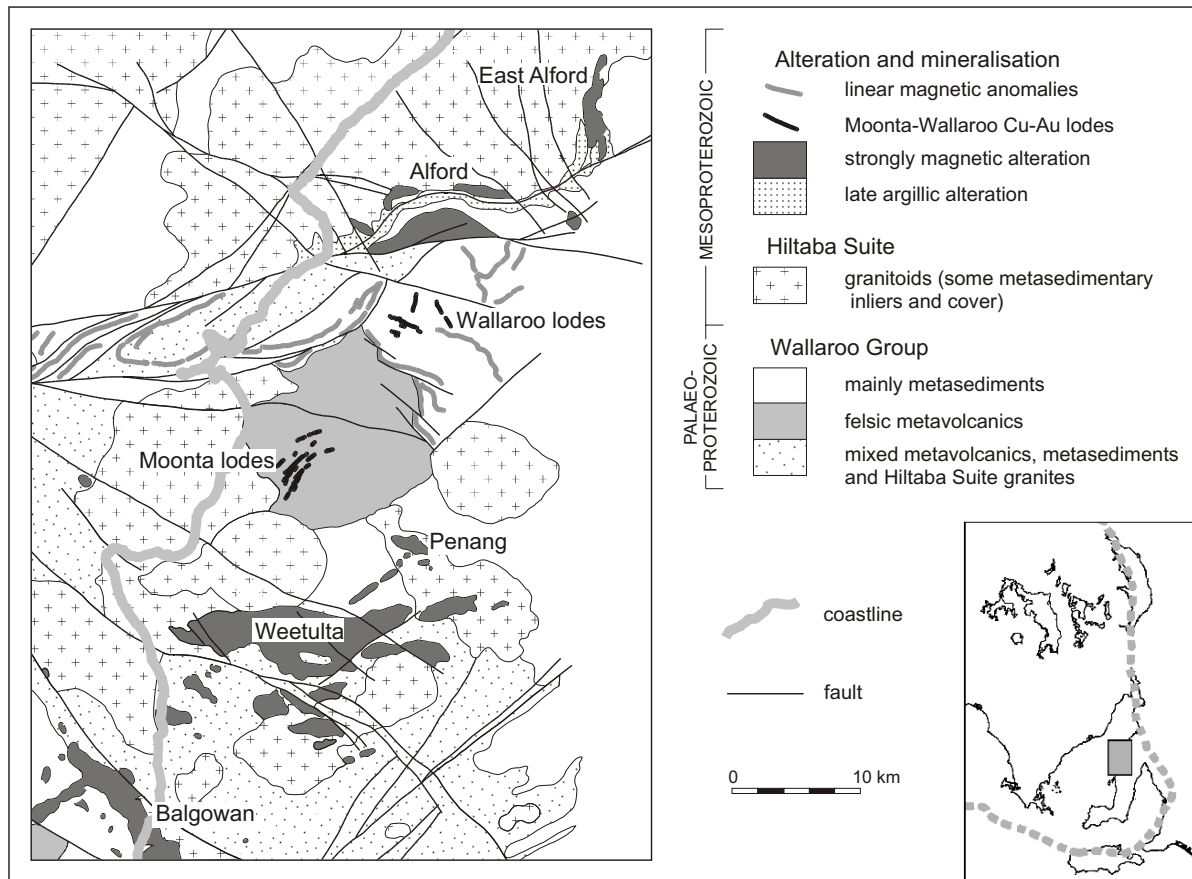 East Alford
Alford
Wallaroo lodes
Moonta lodes
Penang
Weetulta
Balgowan
MESOPROTEROZOIC
PALAEO-
PROTEROZOIC
Alteration and mineralisation
linear magnetic anomalies
Moonta-Wallaroo Cu-Au lodes
strongly magnetic alteration
late argillic alteration
Hiltaba Suite
granitoids (some metasedimentary
inliers and cover)
Wallaroo Group
mainly metasediments
felsic metavolcanics
mixed metavolcanics, metasediments
and Hiltaba Suite granites
coastline
fault
0 10 km